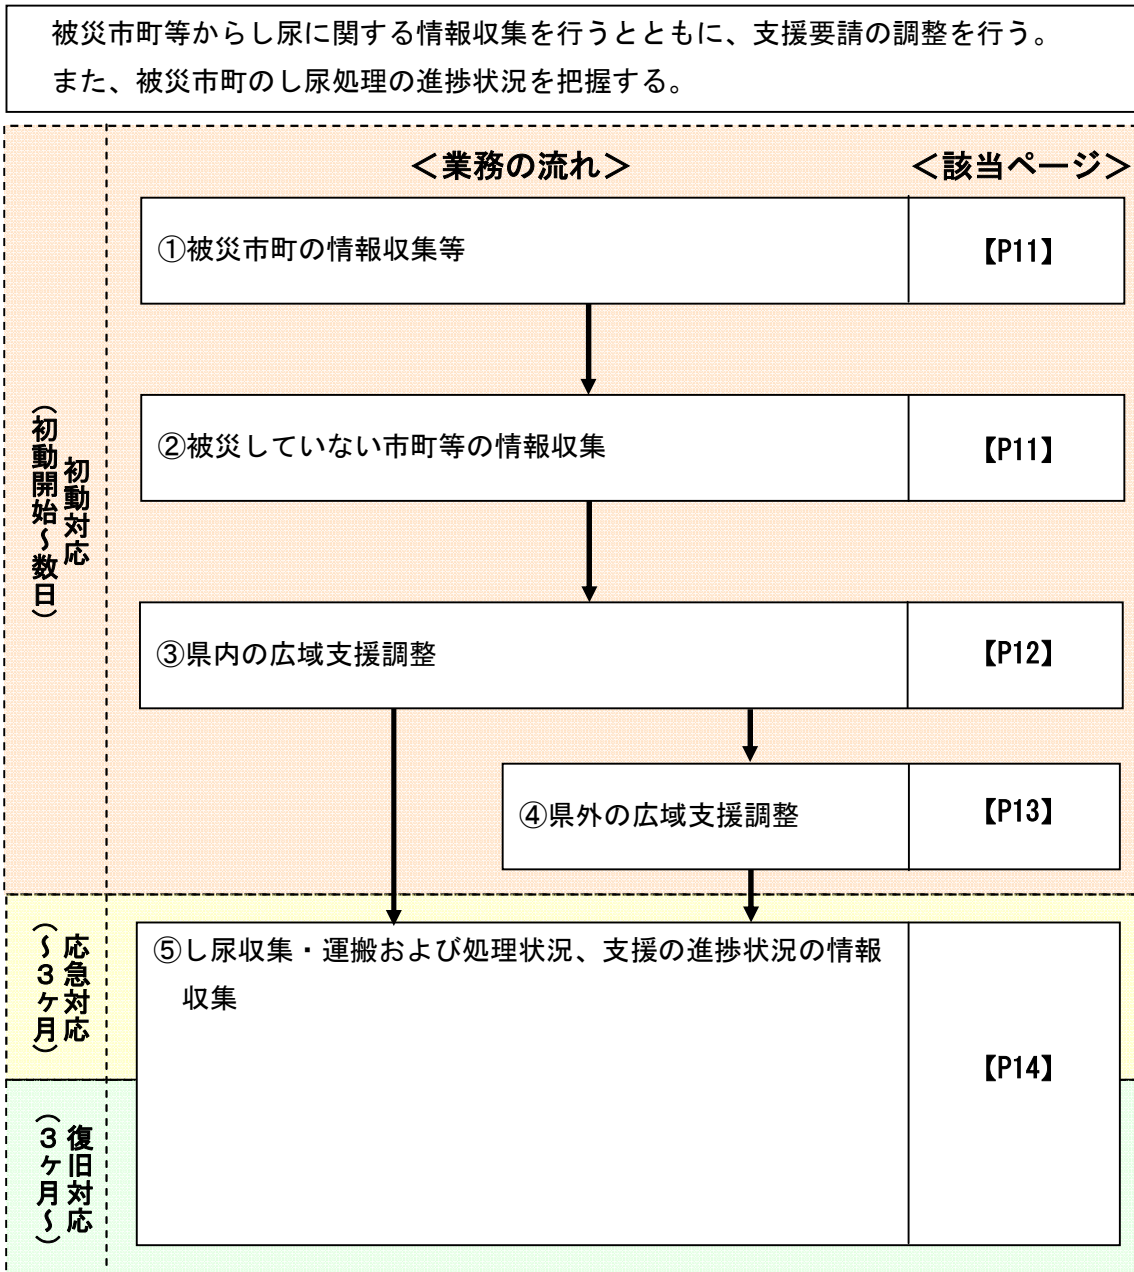 被災市町等からし尿に関する情報収集を行うとともに、支援要請の調整を行う。
また、被災市町のし尿処理の進捗状況を把握する。
＜業務の流れ＞
＜該当ページ＞
初動対応
（初動開始～数日）
①被災市町の情報収集等
【P11】
②被災していない市町等の情報収集
【P11】
③県内の広域支援調整
【P12】
④県外の広域支援調整
【P13】
応急対応
（～３ヶ月）
⑤し尿収集・運搬および処理状況、支援の進捗状況の情報
収集
【P14】
復旧対応
（３ヶ月～）